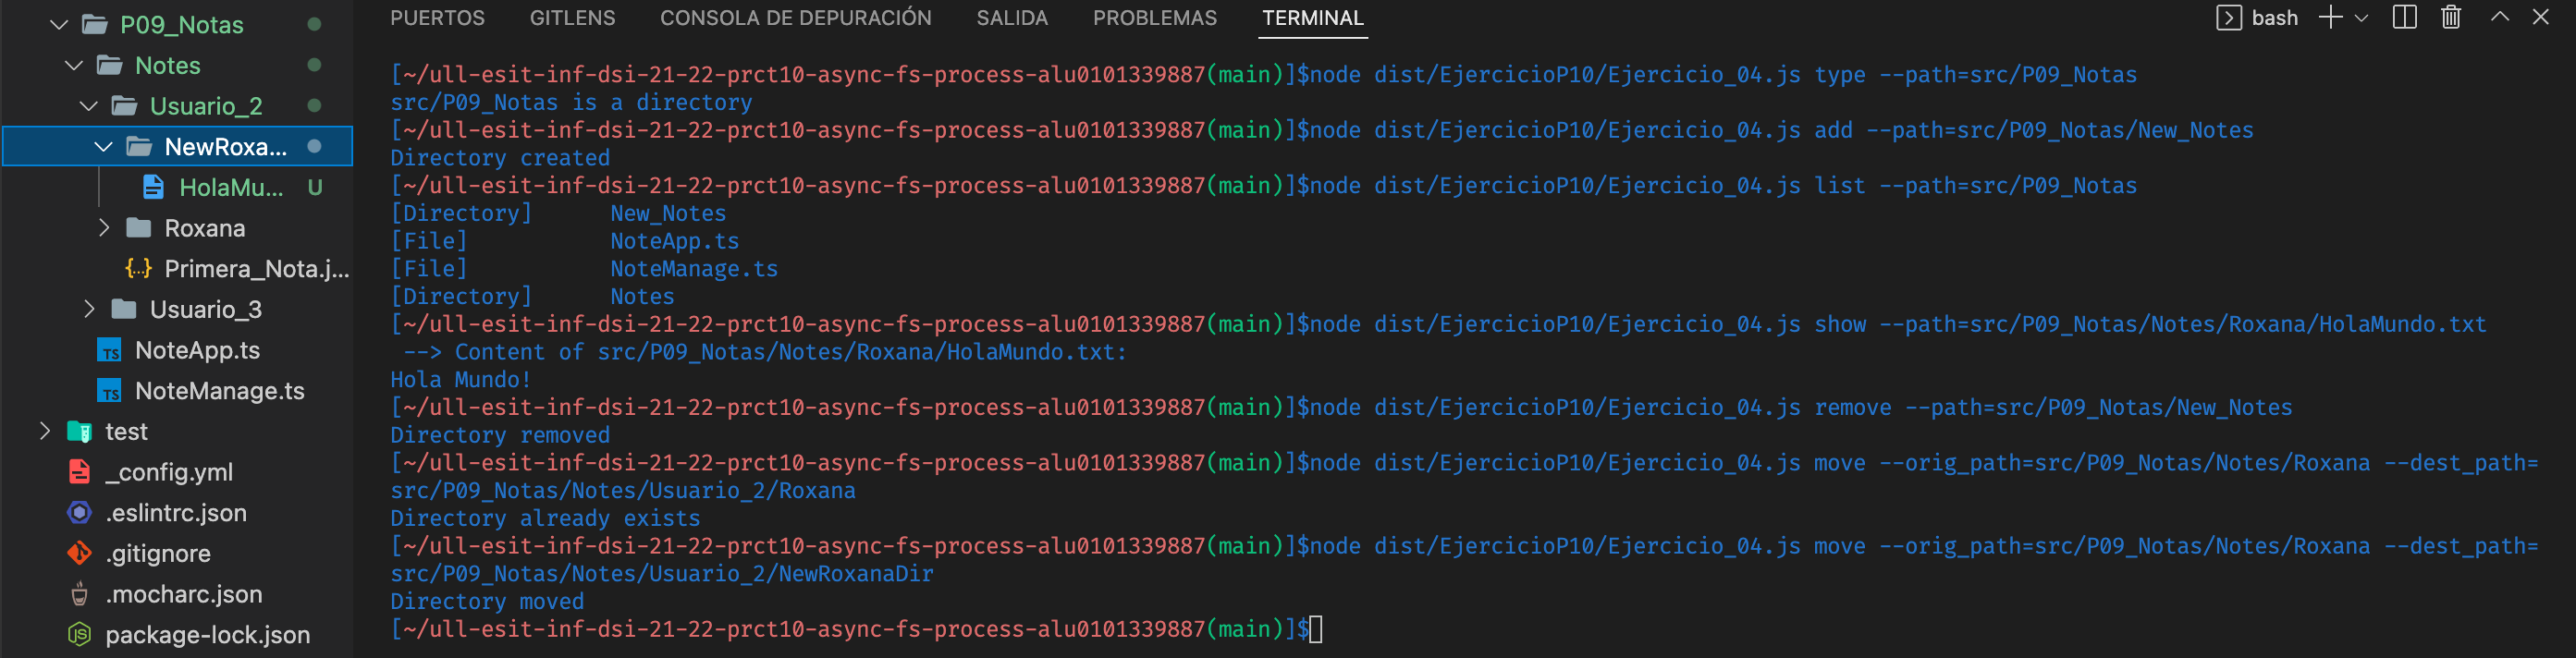 P09_Notas
Notes
Usuario_2
NewRoxa...
HolaMu... U
Roxana
{..} Primera_Nota.j...
Usuario_3
TS NoteApp.ts
TS NoteManage.ts
test
_config.yml
.eslintrc.json
.gitignore
.mocharc.json
JS package-lock.json
PUERTOS GITLENS CONSOLA DE DEPURACIÓN SALIDA PROBLEMAS TERMINAL bash
[~/ull-esit-inf-dsi-21-22-prct10-async-fs-process-alu0101339887(main)]$node dist/EjercicioP10/Ejercicio_04.js type --path=src/P09_Notas
src/P09_Notas is a directory
[~/ull-esit-inf-dsi-21-22-prct10-async-fs-process-alu0101339887(main)]$node dist/EjercicioP10/Ejercicio_04.js add --path=src/P09_Notas/New_Notes
Directory created
[~/ull-esit-inf-dsi-21-22-prct10-async-fs-process-alu0101339887(main)]$node dist/EjercicioP10/Ejercicio_04.js list --path=src/P09_Notas
[Directory] New_Notes
[File] NoteApp.ts
[File] NoteManage.ts
[Directory] Notes
[~/ull-esit-inf-dsi-21-22-prct10-async-fs-process-alu0101339887(main)]$node dist/EjercicioP10/Ejercicio_04.js show --path=src/P09_Notas/Notes/Roxana/HolaMundo.txt
--> Content of src/P09_Notas/Notes/Roxana/HolaMundo.txt:
Hola Mundo!
[~/ull-esit-inf-dsi-21-22-prct10-async-fs-process-alu0101339887(main)]$node dist/EjercicioP10/Ejercicio_04.js remove --path=src/P09_Notas/New_Notes
Directory removed
[~/ull-esit-inf-dsi-21-22-prct10-async-fs-process-alu0101339887(main)]$node dist/EjercicioP10/Ejercicio_04.js move --orig_path=src/P09_Notas/Notes/Roxana --dest_path=
src/P09_Notas/Notes/Usuario_2/Roxana
Directory already exists
[~/ull-esit-inf-dsi-21-22-prct10-async-fs-process-alu0101339887(main)]$node dist/EjercicioP10/Ejercicio_04.js move --orig_path=src/P09_Notas/Notes/Roxana --dest_path=
src/P09_Notas/Notes/Usuario_2/NewRoxanaDir
Directory moved
[~/ull-esit-inf-dsi-21-22-prct10-async-fs-process-alu0101339887(main)]$